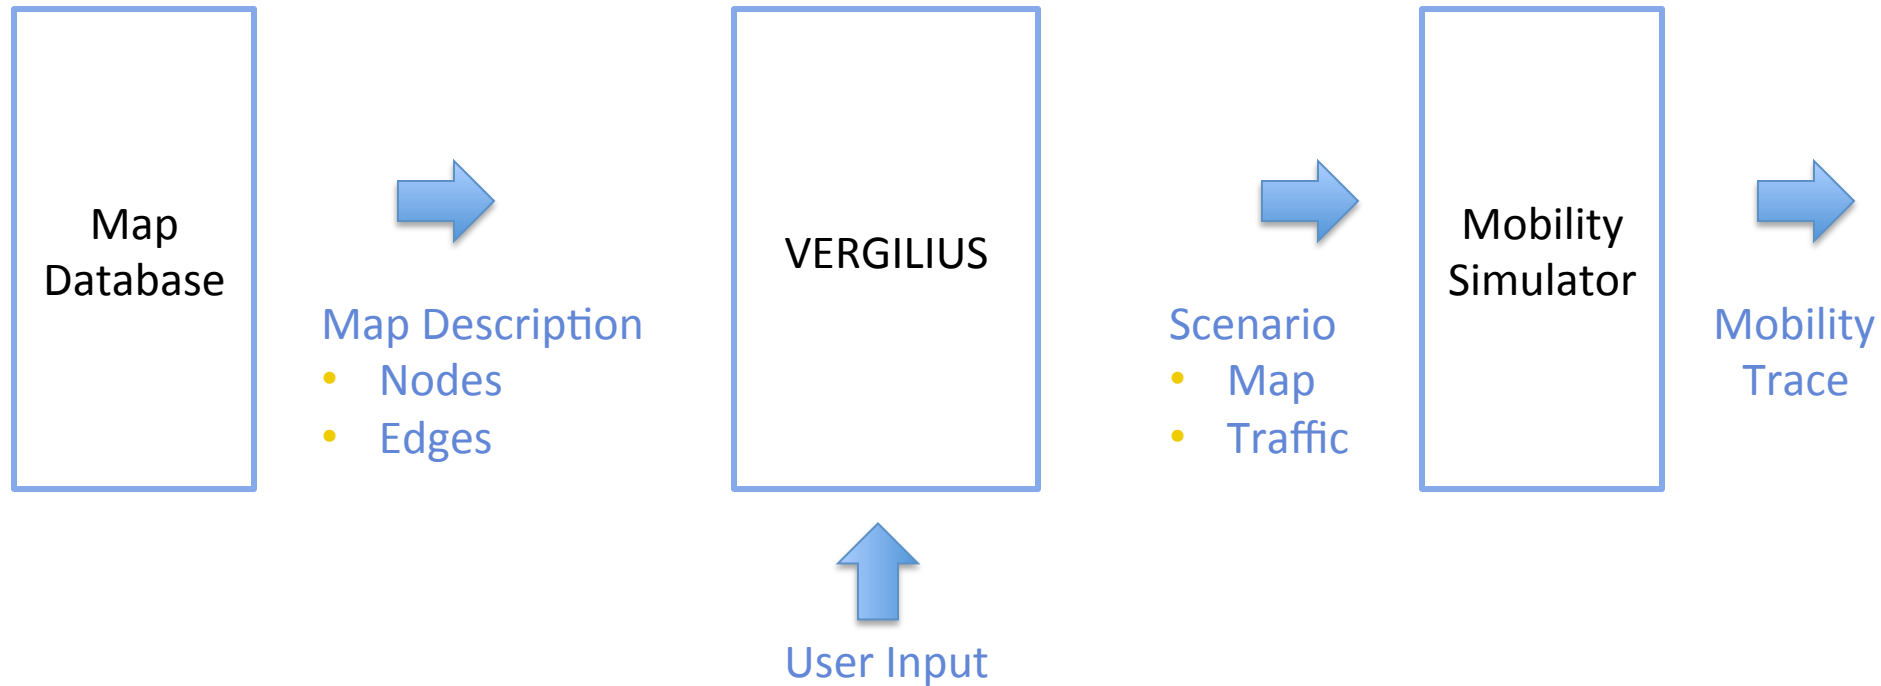 Map
Database
Map Description
• Nodes
• Edges
VERGILIUS
User Input
Scenario
• Map
• Traffic
Mobility
Simulator
Mobility
Trace